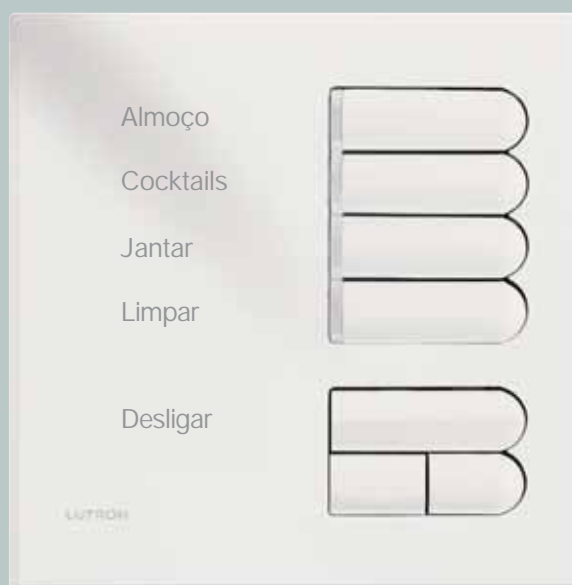 Almoço
Cocktails
Jantar
Limpar
Desligar
LUTRON